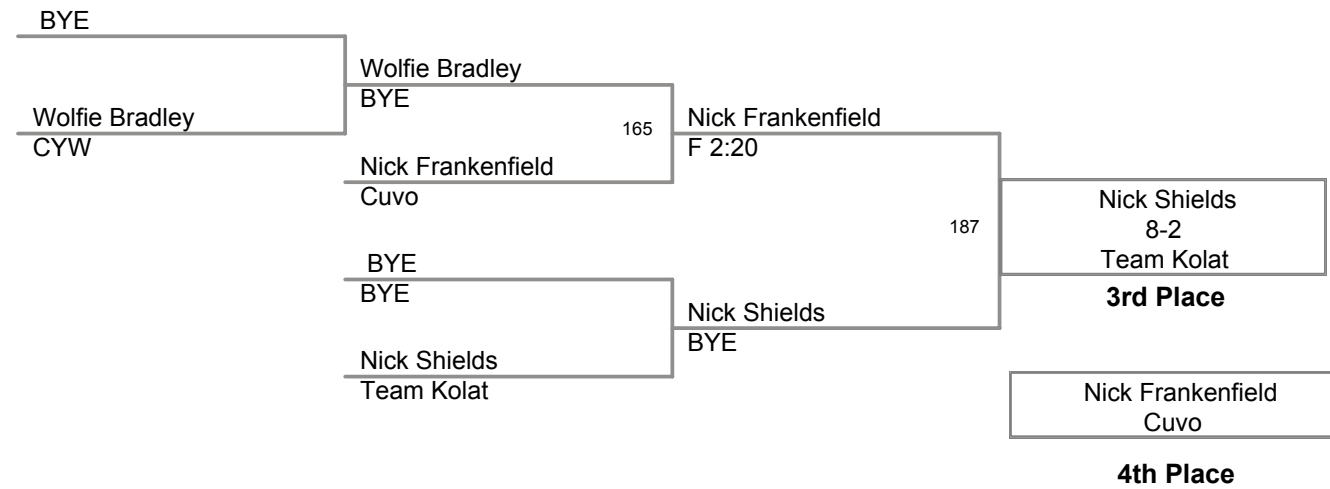 BYE
Wolfie Bradley
CYW
Wolfie Bradley
BYE
165
Nick Frankenfield
Cuvo
Nick Frankenfield
F 2:20
BYE
BYE
Nick Shields
Team Kolat
Nick Shields
BYE
187
Nick Shields
8-2
Team Kolat
3rd Place
Nick Frankenfield
Cuvo
4th Place